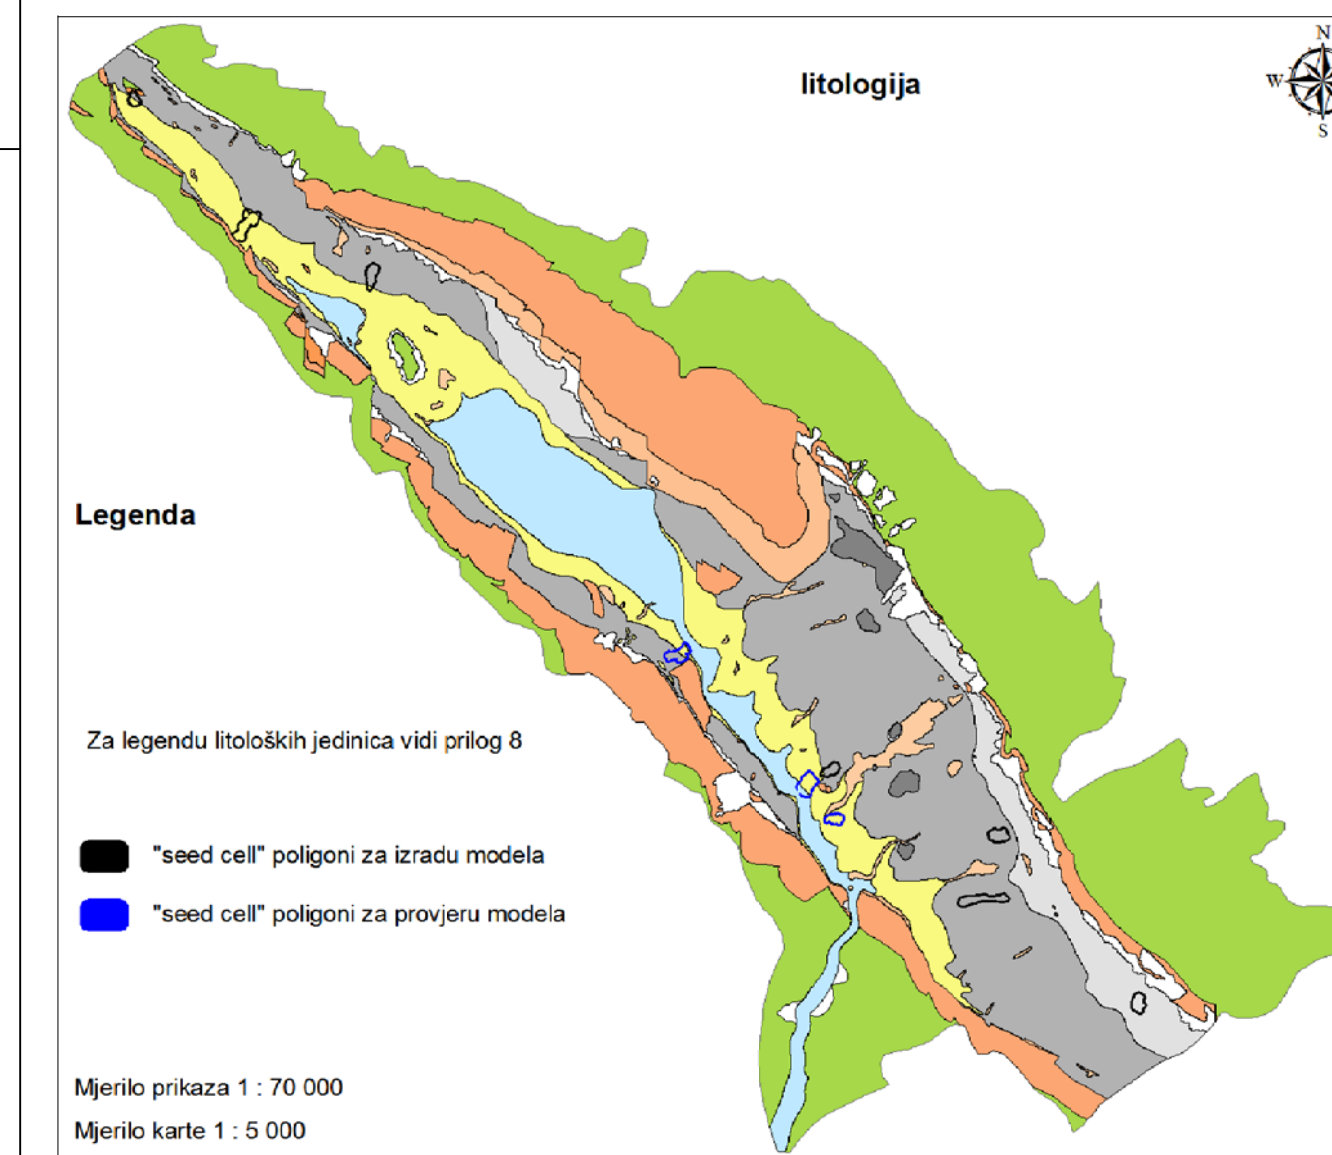 litologija
N
W
S
Legenda
Za legendu litoloških jedinica vidi prilog 8
"seed cell" poligoni za izradu modela
"seed cell" poligoni za provjeru modela
Mjerilo prikaza 1 : 70 000
Mjerilo karte 1 : 5 000